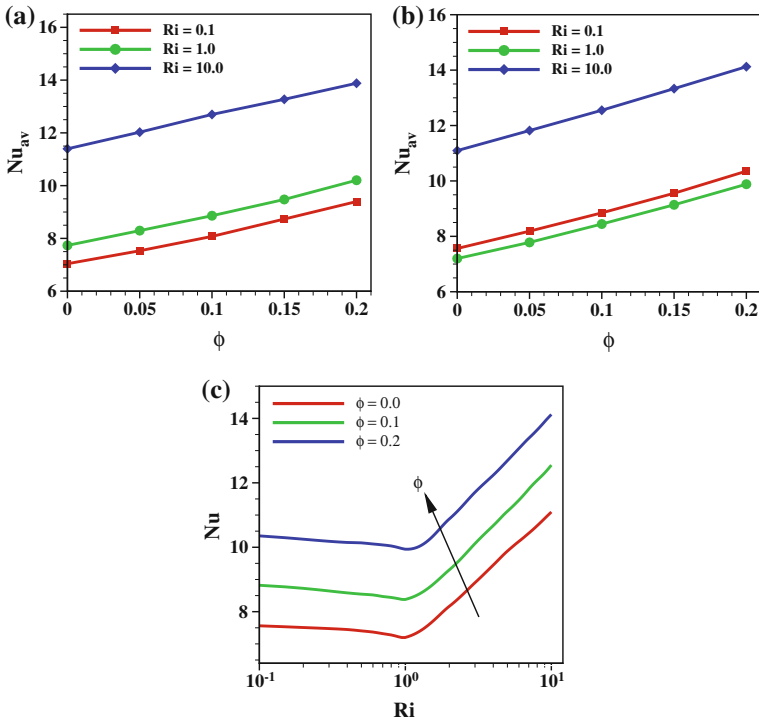 (a)
Ri = 0.1
Ri = 1.0
Ri = 10.0
16
14
12
10
8
6
Nu_av
0
0.05
0.1
0.15
0.2
ϕ
(b)
Ri = 0.1
Ri = 1.0
Ri = 10.0
16
14
12
10
8
6
Nu_av
0
0.05
0.1
0.15
0.2
ϕ
(c)
ϕ = 0.0
ϕ = 0.1
ϕ = 0.2
14
12
10
8
Nu
ϕ
10^-1
10^0
10^1
Ri